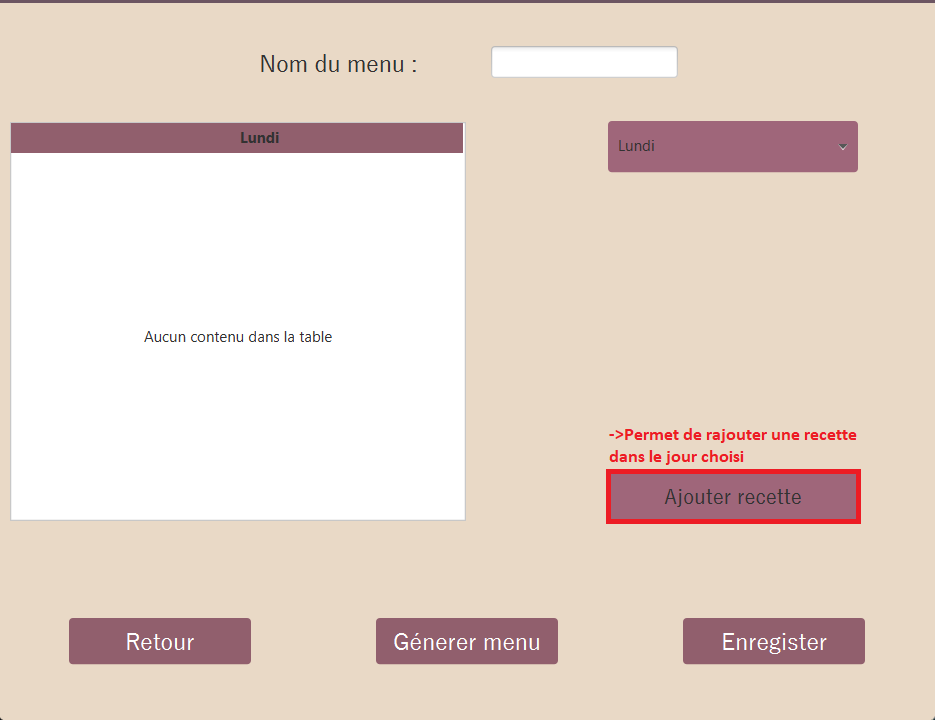 Nom du menu :
Lundi
Lundi
Aucun contenu dans la table
->Permet de rajouter une recette
dans le jour choisi
Ajouter recette
Retour
Génerer menu
Enregister